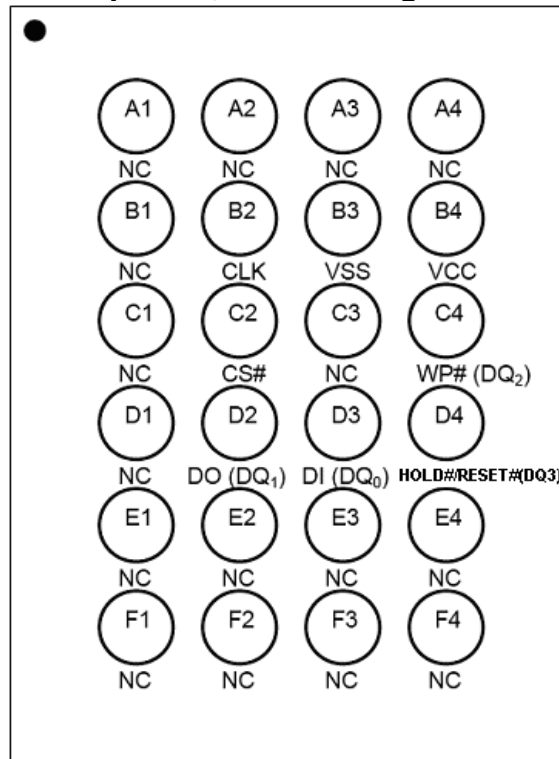 A1 A2 A3 A4
NC NC NC NC
B1 B2 B3 B4
NC CLK VSS VCC
C1 C2 C3 C4
NC CS# NC WP# (DQ₂)
D1 D2 D3 D4
NC DO (DQ₁) DI (DQ₀) HOLD#/RESET#(DQ3)
E1 E2 E3 E4
NC NC NC NC
F1 F2 F3 F4
NC NC NC NC